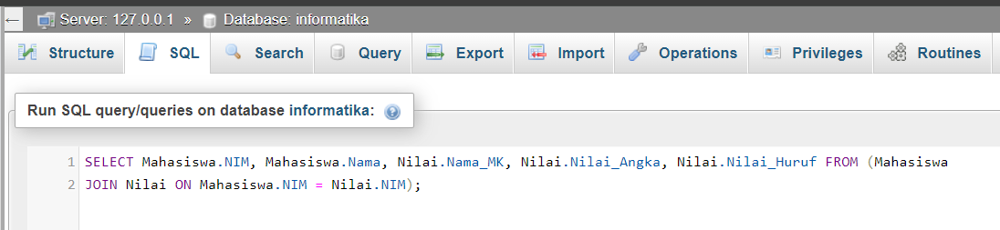 ← Server: 127.0.0.1 » Database: informatika
Structure SQL Search Query Export Import Operations Privileges Routines
Run SQL query/queries on database informatika:
1 SELECT Mahasiswa.NIM, Mahasiswa.Nama, Nilai.Nama_MK, Nilai.Nilai_Angka, Nilai.Nilai_Huruf FROM (Mahasiswa
2 JOIN Nilai ON Mahasiswa.NIM = Nilai.NIM);